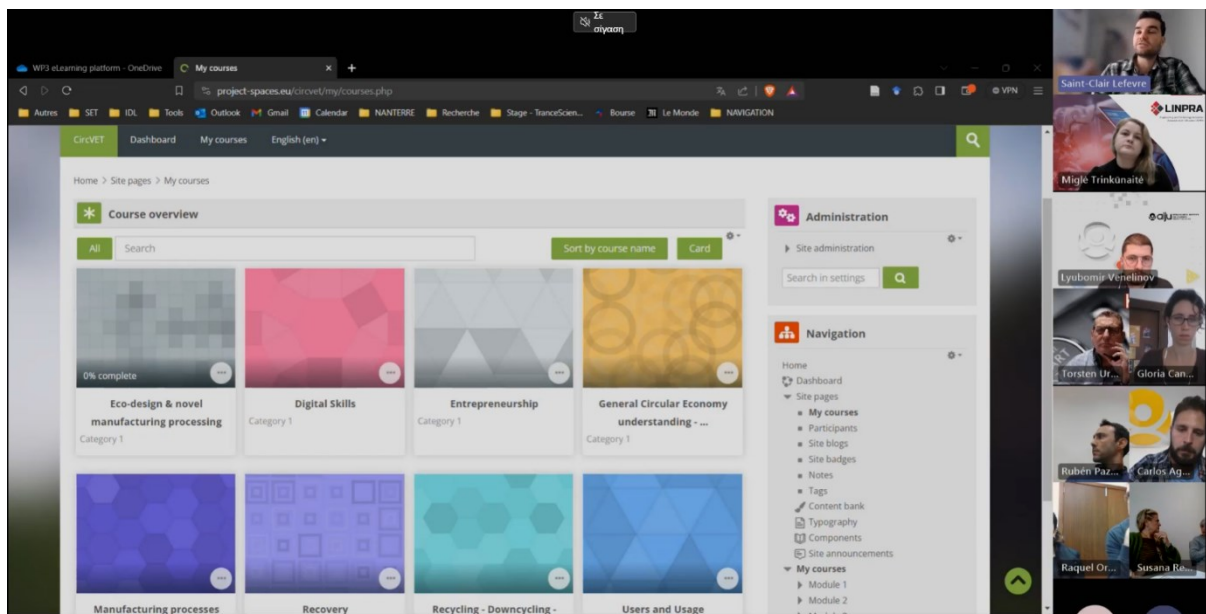 Σε
σίγαση
WP3 eLearning platform - OneDrive
My courses
project-spaces.eu/circvet/my/courses.php
VPN
Autres
SET
IDL
Tools
Outlook
Gmail
Calendar
NANTERRE
Recherche
Stage - TranceScien...
Bourse
Le Monde
NAVIGATION
CircVET
Dashboard
My courses
English (en)
Home > Site pages > My courses
Course overview
All
Search
Sort by course name
Card
0% complete
Eco-design & novel
manufacturing processing
Category 1
Digital Skills
Category 1
Entrepreneurship
Category 1
General Circular Economy
understanding - ...
Category 1
Manufacturing processes
Recovery
Recycling - Downcycling -
Users and Usage
Administration
Site administration
Search in settings
Navigation
Home
Dashboard
Site pages
My courses
Participants
Site blogs
Site badges
Notes
Tags
Content bank
Typography
Components
Site announcements
My courses
Module 1
Module 2
Saint-Clair Lefevre
LINPRA
Miglė Trinkūnaitė
aiju
Lyubomir Venelinov
Torsten Ur...
Gloria Can...
Rubén Paz...
Carlos Ag...
Raquel Or...
Susana Re...